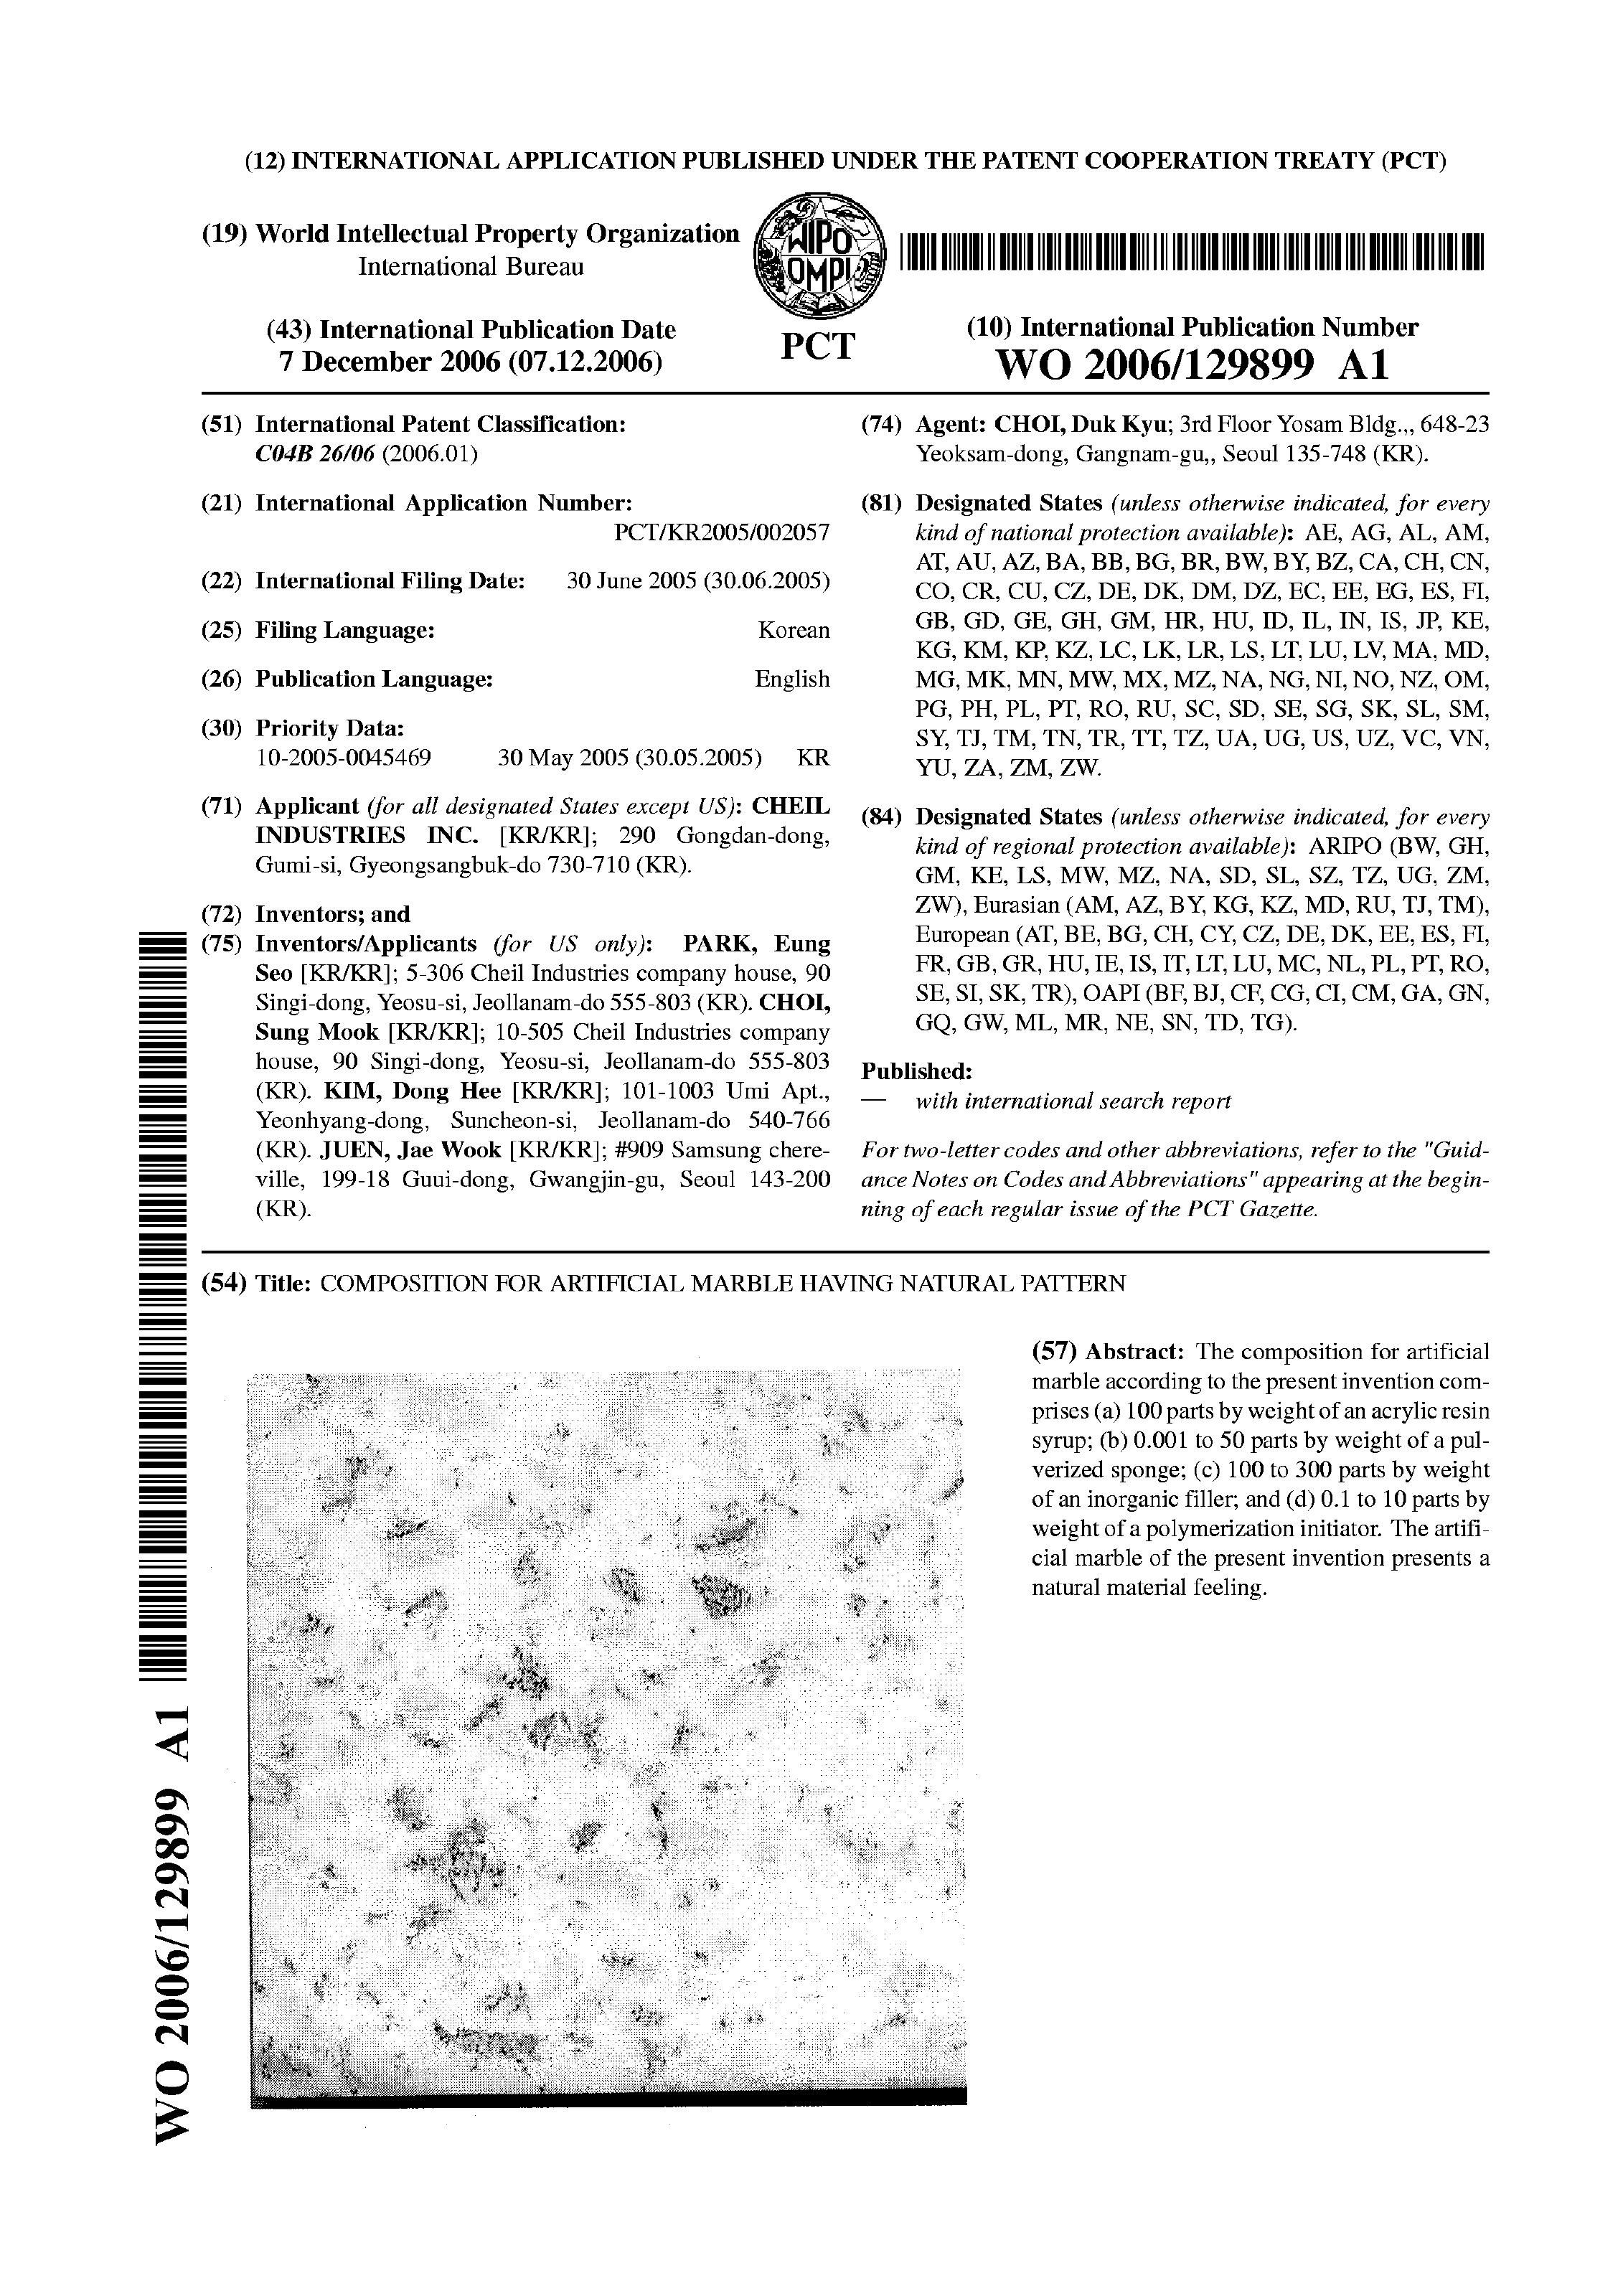 (12) INTERNATIONAL APPLICATION PUBLISHED UNDER THE PATENT COOPERATION TREATY (PCT)
(19) World Intellectual Property Organization
International Bureau
WIPO
OMPI
(43) International Publication Date
7 December 2006 (07.12.2006)
PCT
(10) International Publication Number
WO 2006/129899 A1
(51) International Patent Classification:
C04B 26/06 (2006.01)
(21) International Application Number:
PCT/KR2005/002057
(22) International Filing Date: 30 June 2005 (30.06.2005)
(25) Filing Language: Korean
(26) Publication Language: English
(30) Priority Data:
10-2005-0045469 30 May 2005 (30.05.2005) KR
(71) Applicant (for all designated States except US): CHEIL
INDUSTRIES INC. [KR/KR]; 290 Gongdan-dong,
Gumi-si, Gyeongsangbuk-do 730-710 (KR).
(72) Inventors; and
(75) Inventors/Applicants (for US only): PARK, Eung
Seo [KR/KR]; 5-306 Cheil Industries company house, 90
Singi-dong, Yeosu-si, Jeollanam-do 555-803 (KR). CHOI,
Sung Mook [KR/KR]; 10-505 Cheil Industries company
house, 90 Singi-dong, Yeosu-si, Jeollanam-do 555-803
(KR). KIM, Dong Hee [KR/KR]; 101-1003 Umi Apt.,
Yeonhyang-dong, Suncheon-si, Jeollanam-do 540-766
(KR). JUEN, Jae Wook [KR/KR]; #909 Samsung chere-
ville, 199-18 Guui-dong, Gwangjin-gu, Seoul 143-200
(KR).
(74) Agent: CHOI, Duk Kyu; 3rd Floor Yosam Bldg.,, 648-23
Yeoksam-dong, Gangnam-gu,, Seoul 135-748 (KR).
(81) Designated States (unless otherwise indicated, for every
kind of national protection available): AE, AG, AL, AM,
AT, AU, AZ, BA, BB, BG, BR, BW, BY, BZ, CA, CH, CN,
CO, CR, CU, CZ, DE, DK, DM, DZ, EC, EE, EG, ES, FI,
GB, GD, GE, GH, GM, HR, HU, ID, IL, IN, IS, JP, KE,
KG, KM, KP, KZ, LC, LK, LR, LS, LT, LU, LV, MA, MD,
MG, MK, MN, MW, MX, MZ, NA, NG, NI, NO, NZ, OM,
PG, PH, PL, PT, RO, RU, SC, SD, SE, SG, SK, SL, SM,
SY, TJ, TM, TN, TR, TT, TZ, UA, UG, US, UZ, VC, VN,
YU, ZA, ZM, ZW.
(84) Designated States (unless otherwise indicated, for every
kind of regional protection available): ARIPO (BW, GH,
GM, KE, LS, MW, MZ, NA, SD, SL, SZ, TZ, UG, ZM,
ZW), Eurasian (AM, AZ, BY, KG, KZ, MD, RU, TJ, TM),
European (AT, BE, BG, CH, CY, CZ, DE, DK, EE, ES, FI,
FR, GB, GR, HU, IE, IS, IT, LT, LU, MC, NL, PL, PT, RO,
SE, SI, SK, TR), OAPI (BF, BJ, CF, CG, CI, CM, GA, GN,
GQ, GW, ML, MR, NE, SN, TD, TG).
Published:
— with international search report
For two-letter codes and other abbreviations, refer to the "Guid-
ance Notes on Codes and Abbreviations" appearing at the begin-
ning of each regular issue of the PCT Gazette.
(54) Title: COMPOSITION FOR ARTIFICIAL MARBLE HAVING NATURAL PATTERN
(57) Abstract: The composition for artificial
marble according to the present invention com-
prises (a) 100 parts by weight of an acrylic resin
syrup; (b) 0.001 to 50 parts by weight of a pul-
verized sponge; (c) 100 to 300 parts by weight
of an inorganic filler; and (d) 0.1 to 10 parts by
weight of a polymerization initiator. The artifi-
cial marble of the present invention presents a
natural material feeling.
WO 2006/129899 A1